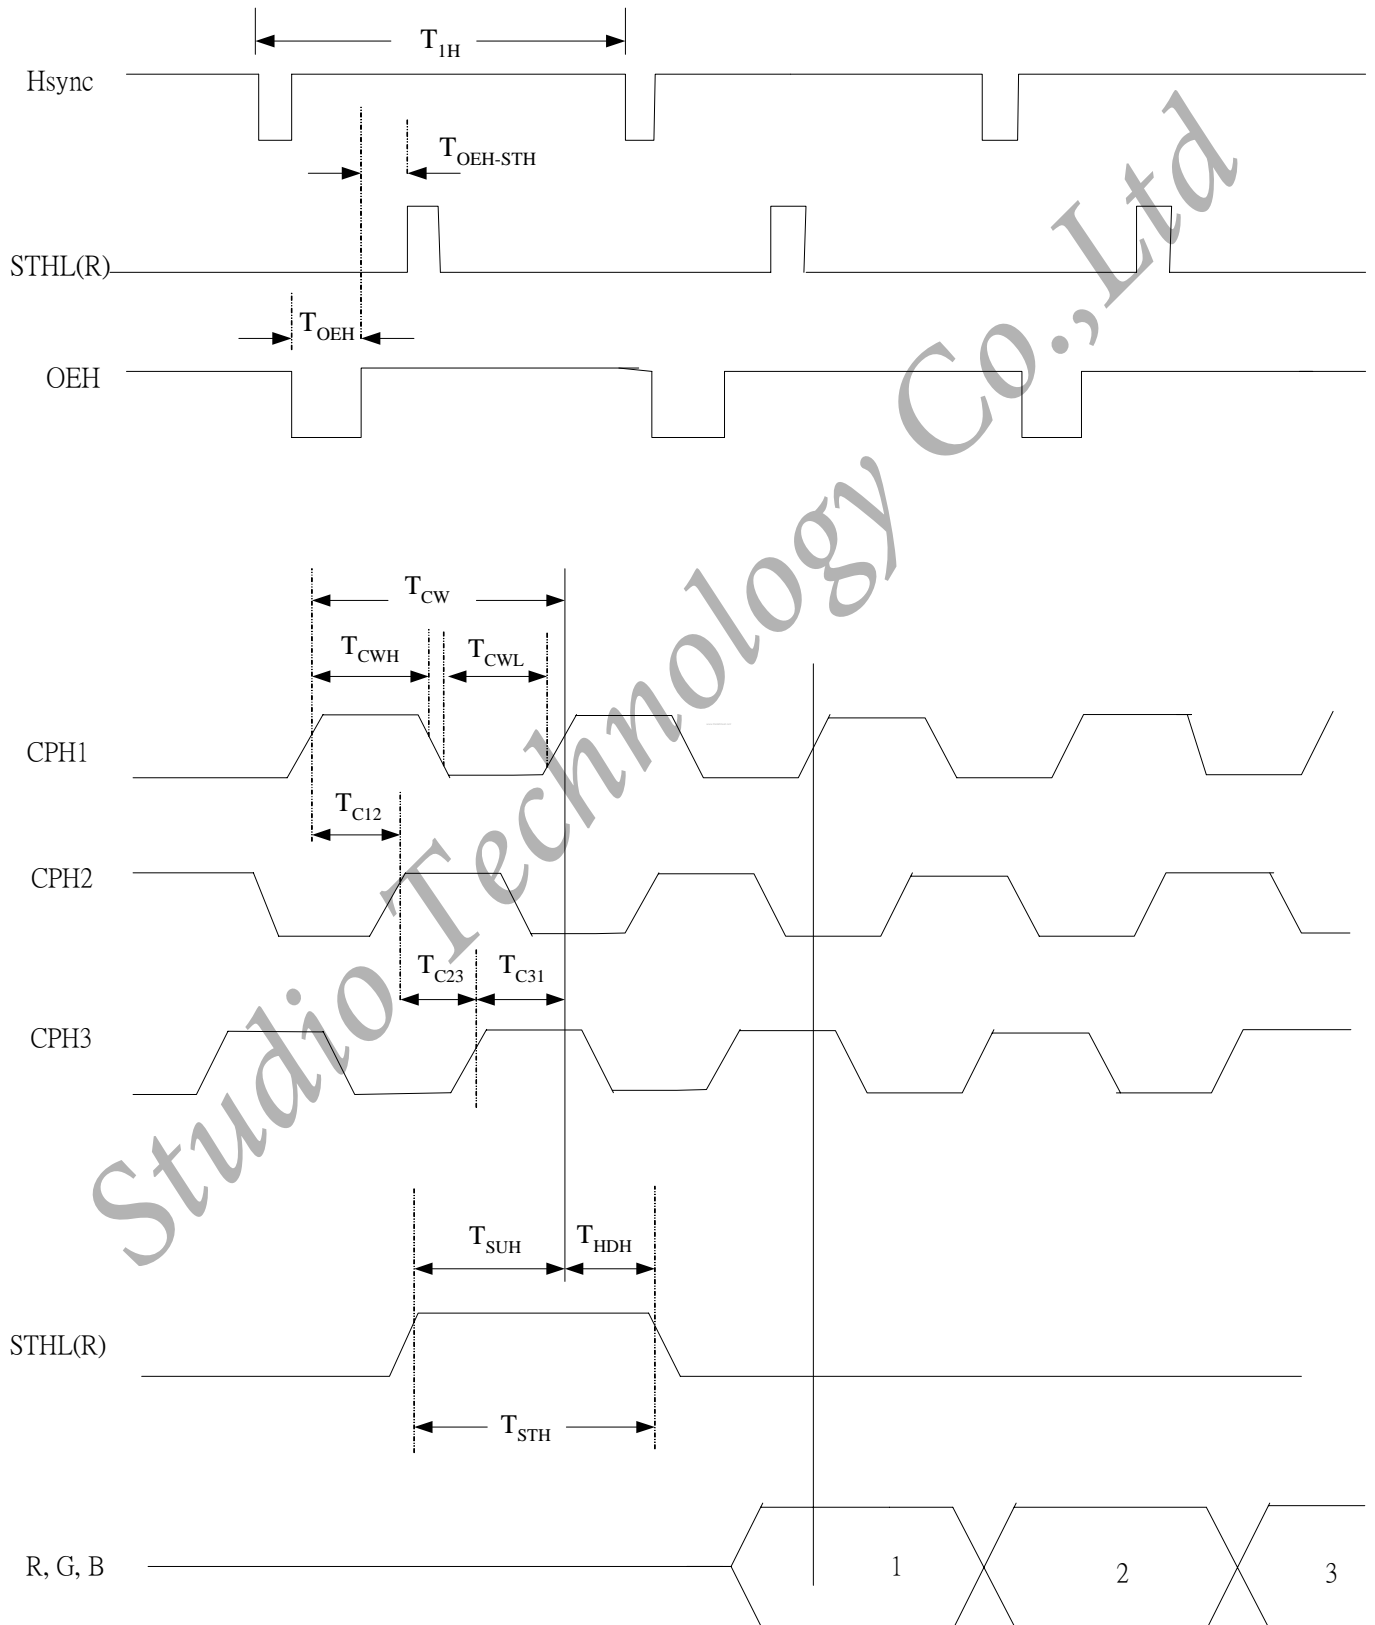 T1H
Hsync
TOEH-STH
STHL(R)
TOEH
OEH
TCW
TCWH
TCWL
CPH1
TC12
CPH2
TC23
TC31
CPH3
TSUH
THDH
STHL(R)
TSTH
R, G, B
1
2
3
Studio Technology Co.,Ltd